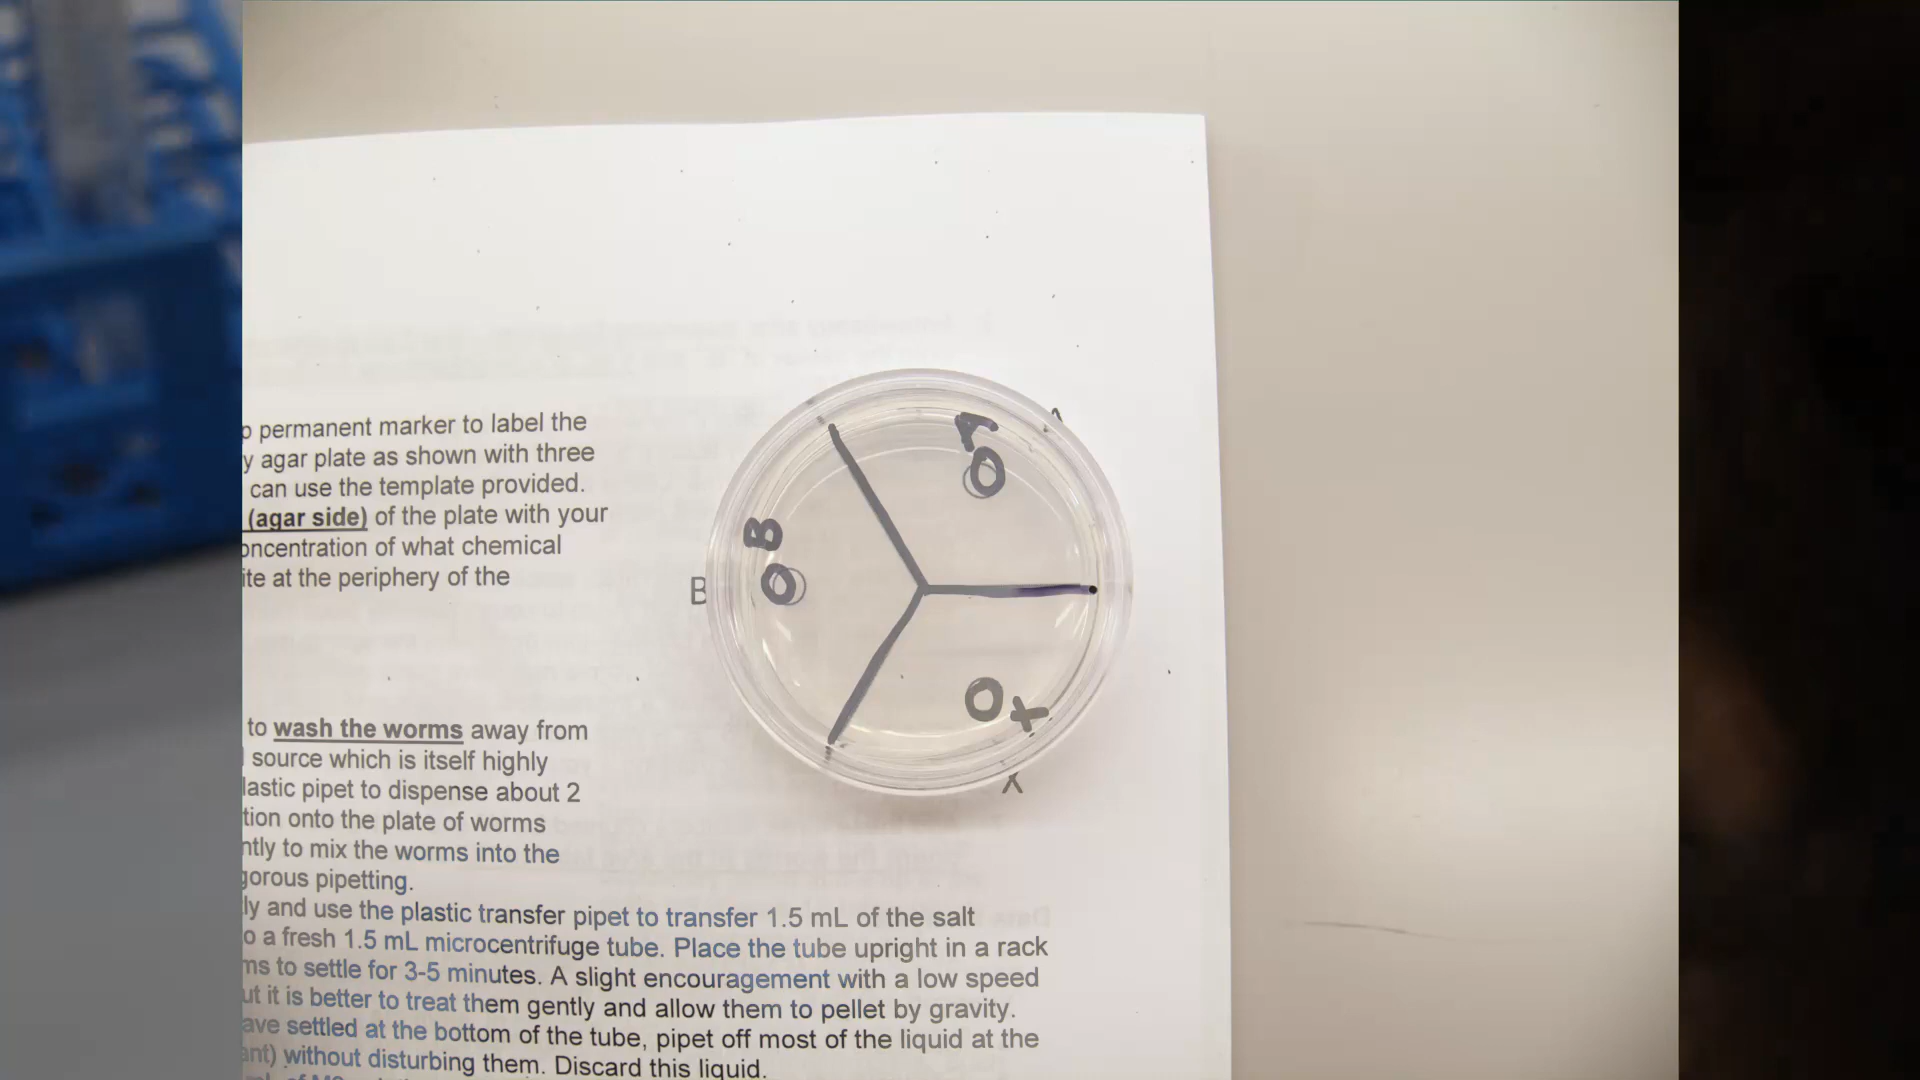 permanent marker to label the
y agar plate as shown with three
can use the template provided.
(agar side) of the plate with your
oncentration of what chemical
ite at the periphery of the
A
O
B
O
B
O
X
X
to wash the worms away from
source which is itself highly
lastic pipet to dispense about 2
tion onto the plate of worms
ntly to mix the worms into the
gorous pipetting.
ly and use the plastic transfer pipet to transfer 1.5 mL of the salt
o a fresh 1.5 mL microcentrifuge tube. Place the tube upright in a rack
ms to settle for 3-5 minutes. A slight encouragement with a low speed
ut it is better to treat them gently and allow them to pellet by gravity.
ave settled at the bottom of the tube, pipet off most of the liquid at the
ant) without disturbing them. Discard this liquid.